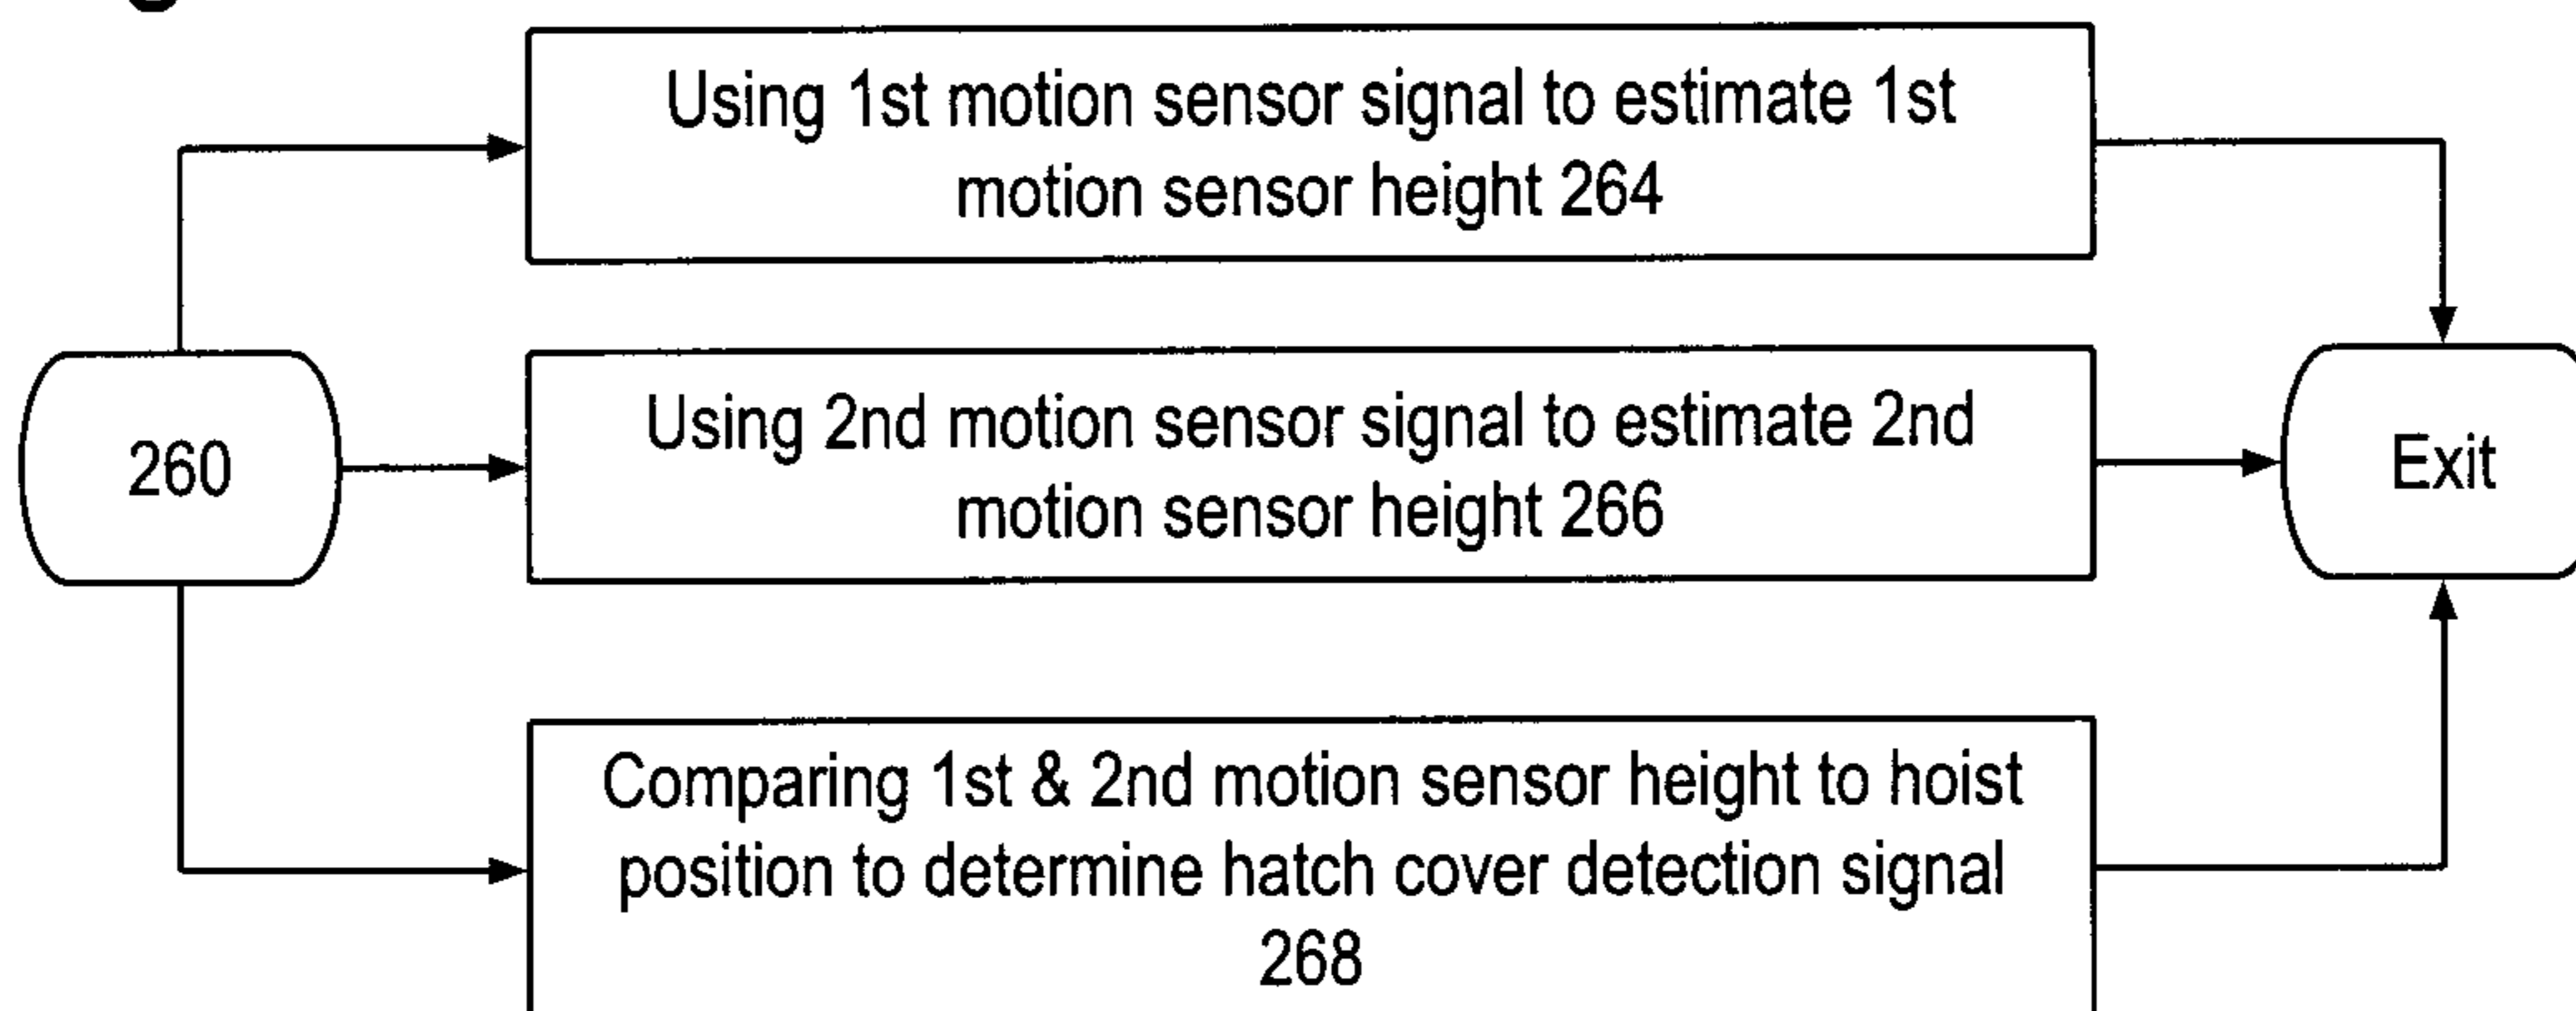 Using 1st motion sensor signal to estimate 1st
motion sensor height 264
260
Using 2nd motion sensor signal to estimate 2nd
motion sensor height 266
Exit
Comparing 1st & 2nd motion sensor height to hoist
position to determine hatch cover detection signal
268